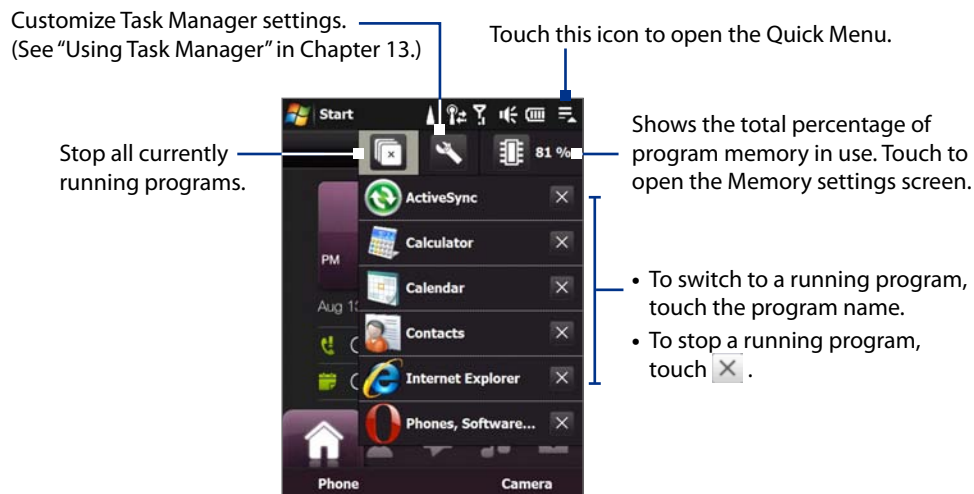 Customize Task Manager settings.
(See “Using Task Manager” in Chapter 13.)
Touch this icon to open the Quick Menu.
Stop all currently
running programs.
Start
81 %
Shows the total percentage of
program memory in use. Touch to
open the Memory settings screen.
ActiveSync
Calculator
PM
Calendar
Aug 13
Contacts
Internet Explorer
Phones, Software...
• To switch to a running program,
touch the program name.
• To stop a running program,
touch ✕ .
Phone
Camera